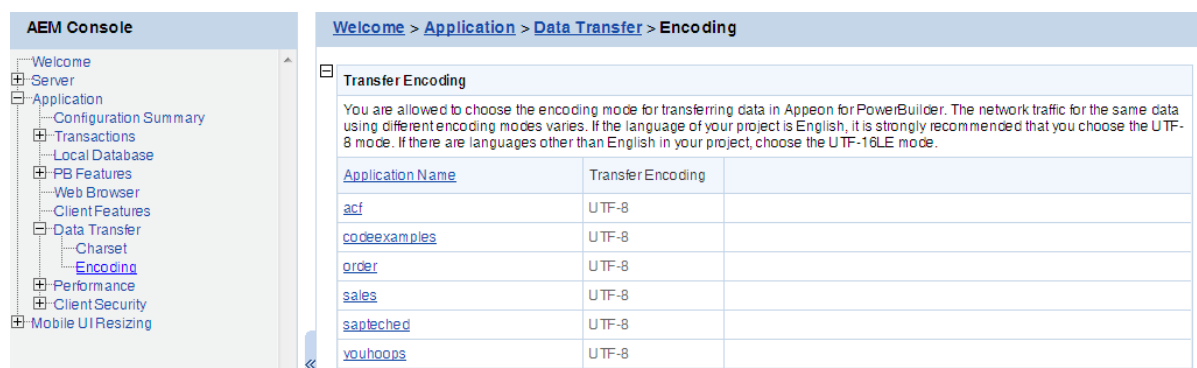 AEM Console
Welcome > Application > Data Transfer > Encoding
Welcome
Server
Application
Configuration Summary
Transactions
Local Database
PB Features
Web Browser
Client Features
Data Transfer
Charset
Encoding
Performance
Client Security
Mobile UI Resizing
Transfer Encoding
You are allowed to choose the encoding mode for transferring data in Appeon for PowerBuilder. The network traffic for the same data
using different encoding modes varies. If the language of your project is English, it is strongly recommended that you choose the UTF-
8 mode. If there are languages other than English in your project, choose the UTF-16LE mode.
Application Name Transfer Encoding
acf UTF-8
codeexamples UTF-8
order UTF-8
sales UTF-8
sapteched UTF-8
youhoops UTF-8